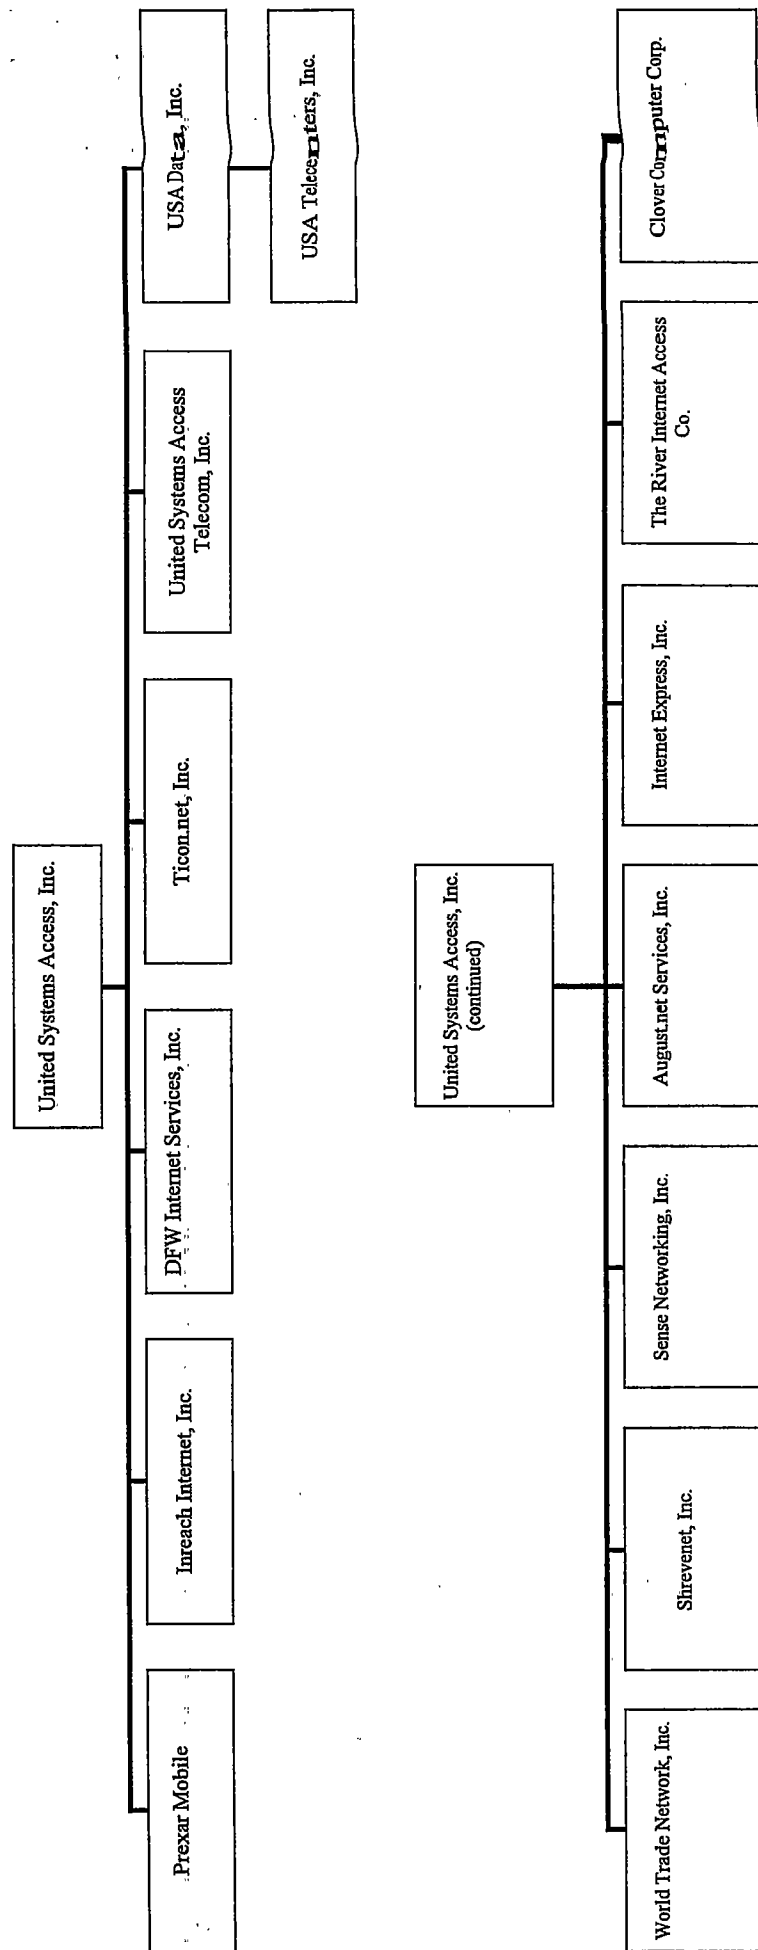 United Systems Access, Inc.
Prexar Mobile
Inreach Internet, Inc.
DFW Internet Services, Inc.
Ticon.net, Inc.
United Systems Access
Telecom, Inc.
USA Data, Inc.
USA Telecenters, Inc.
United Systems Access, Inc.
(continued)
World Trade Network, Inc.
Shrevenet, Inc.
Sense Networking, Inc.
August.net Services, Inc.
Internet Express, Inc.
The River Internet Access
Co.
Clover Computer Corp.